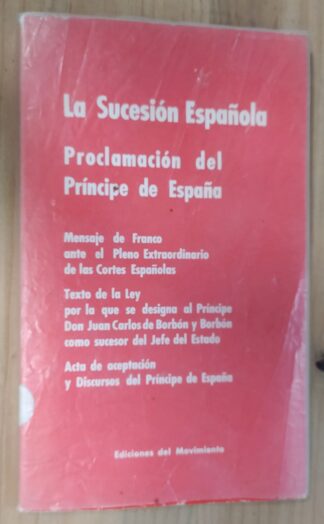 La Sucesión Española
Proclamación del
Príncipe de España
Mensaje de Franco
ante el Pleno Extraordinario
de las Cortes Españolas
Texto de la Ley
por la que se designa al Príncipe
Don Juan Carlos de Borbón y Borbón
como sucesor del Jefe del Estado
Acta de aceptación
y Discursos del Príncipe de España
Ediciones del Movimiento